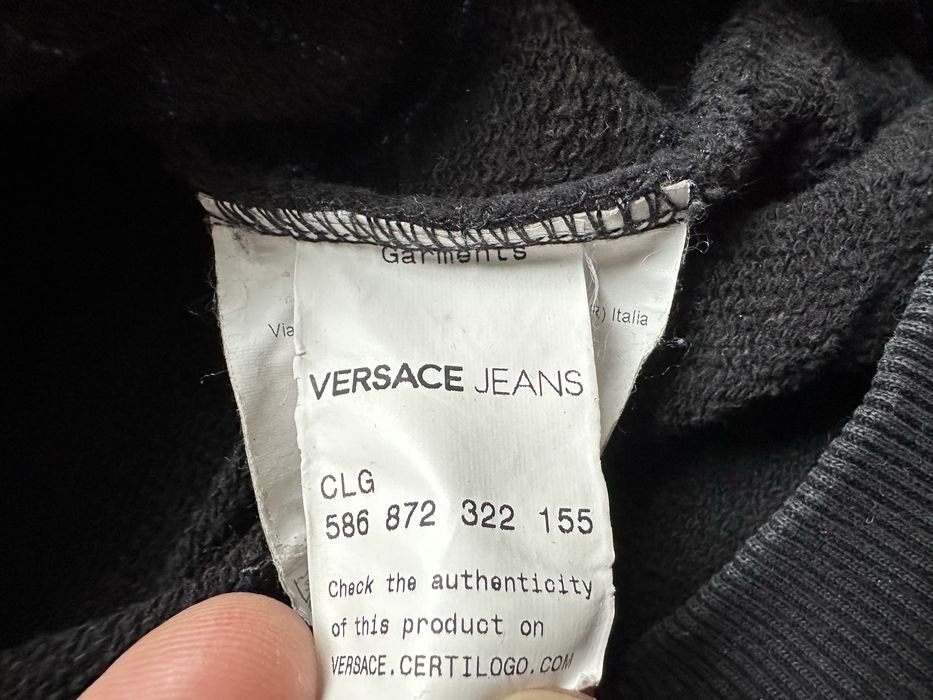 Garments
Via
(R) Italia
VERSACE JEANS
CLG
586 872 322 155
Check the authenticity
of this product on
VERSACE.CERTILOGO.COM